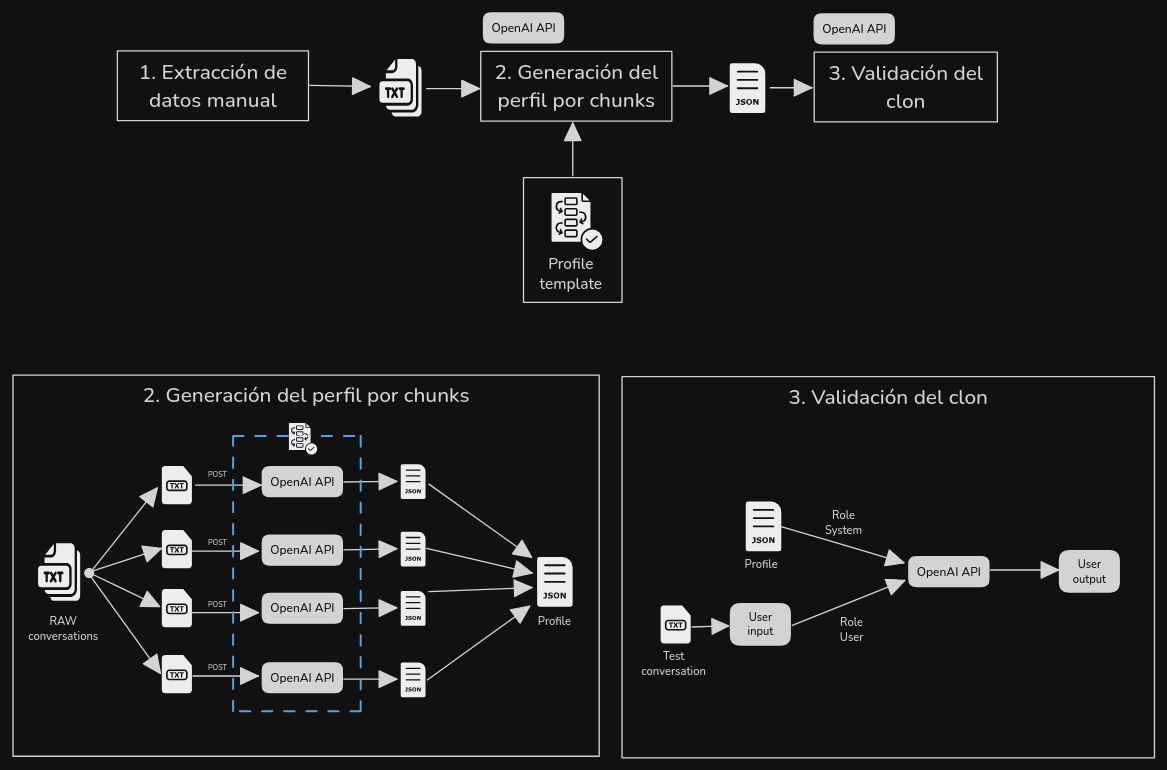 OpenAI API
OpenAI API
1. Extracción de
datos manual
TXT
2. Generación del
perfil por chunks
JSON
3. Validación del
clon
Profile
template
2. Generación del perfil por chunks
TXT
POST
OpenAI API
JSON
TXT
POST
OpenAI API
JSON
TXT
POST
OpenAI API
JSON
TXT
POST
OpenAI API
JSON
TXT
RAW
conversations
JSON
Profile
3. Validación del clon
JSON
Profile
Role
System
OpenAI API
User
output
TXT
Test
conversation
User
input
Role
User